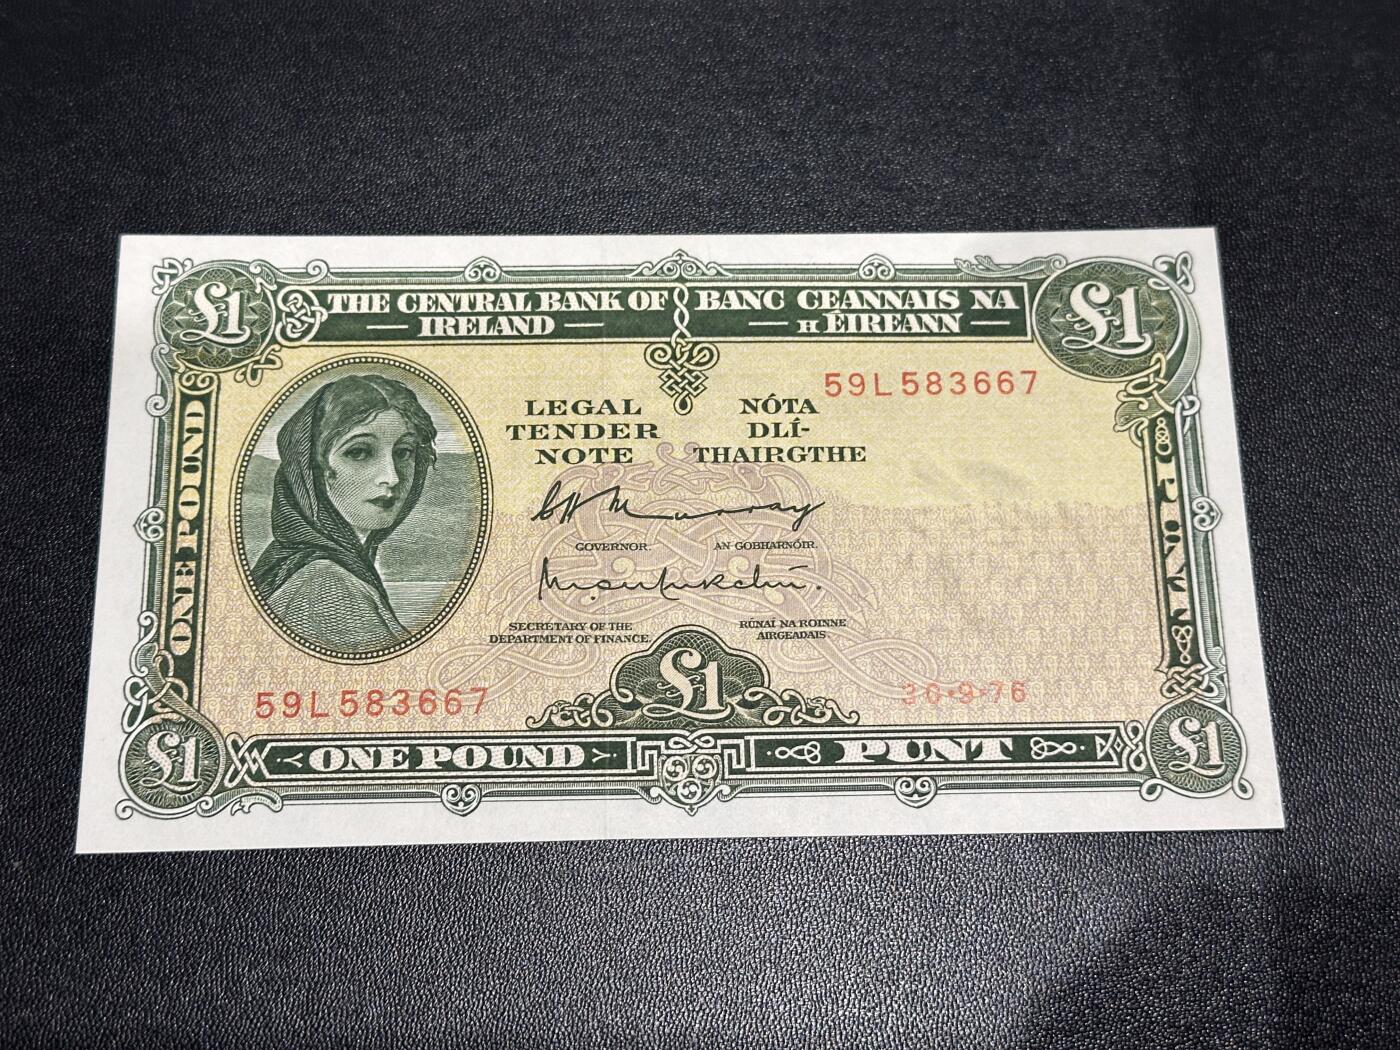 £1
THE CENTRAL BANK OF
IRELAND
BANC CEANNAIS NA
H ÉIREANN
£1
59L 583667
LEGAL
TENDER
NOTE
NÓTA
DLÍ-
THAIRGTHE
ONE POUND
PUNT
C H Murray
GOVERNOR.
AN GOBHARNÓIR.
SECRETARY OF THE
DEPARTMENT OF FINANCE.
RÚNAÍ NA ROINNE
AIRGEADAIS
59L 583667
£1
30·9·76
£1
ONE POUND
PUNT
£1